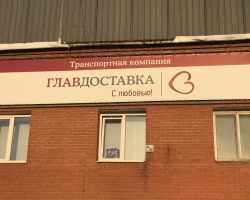 Транспортная компания
ГЛАВДОСТАВКА
С любовью!